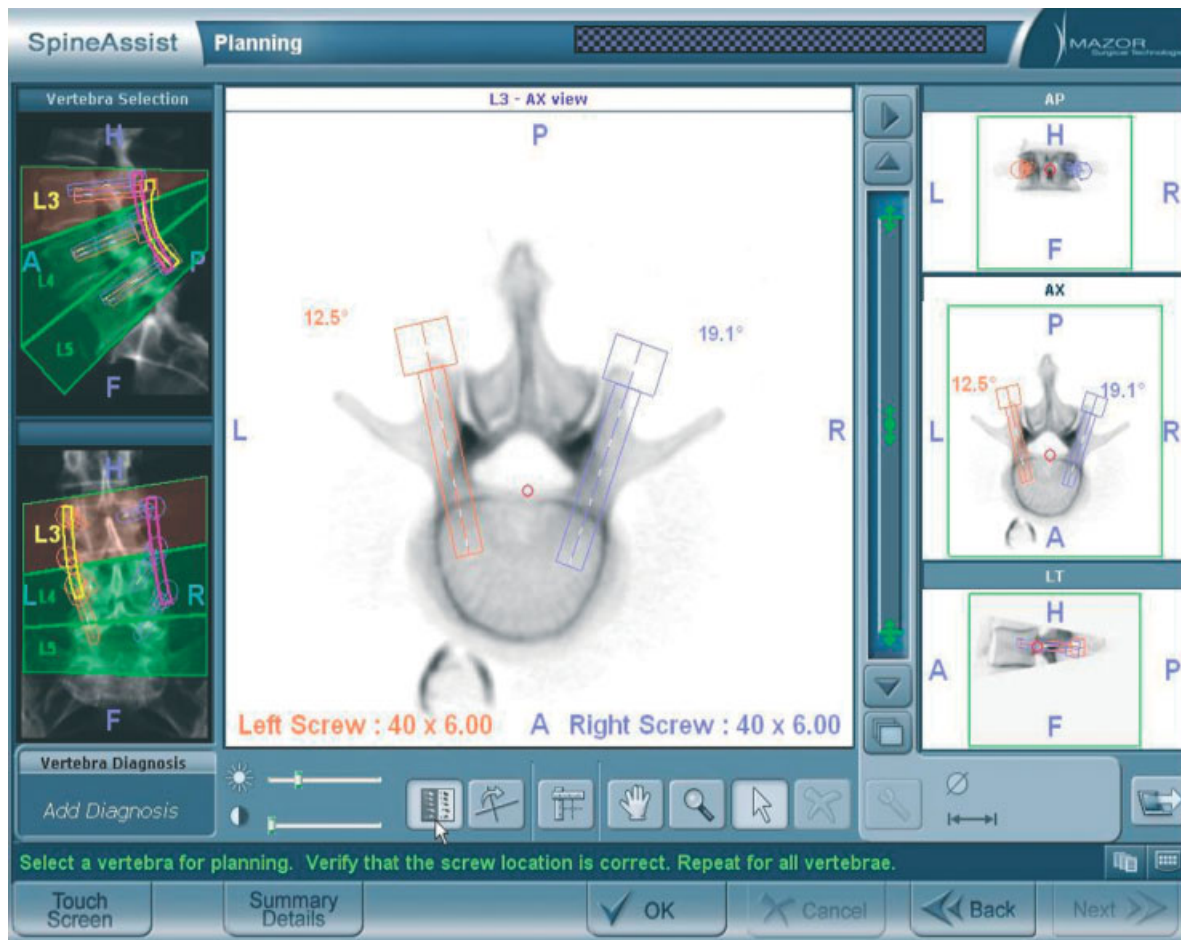 SpineAssist
Planning
MAZOR
Surgical Technologie
Vertebra Selection
H
L3
A
P
L4
L5
F
H
L3
L
L4
R
L5
F
L3 - AX view
P
12.5°
19.1°
L
R
Left Screw : 40 x 6.00
A
Right Screw : 40 x 6.00
AP
H
L
R
F
AX
P
12.5°
19.1°
L
R
A
LT
H
A
P
F
Vertebra Diagnosis
Add Diagnosis
Select a vertebra for planning. Verify that the screw location is correct. Repeat for all vertebrae.
Touch
Screen
Summary
Details
OK
Cancel
Back
Next